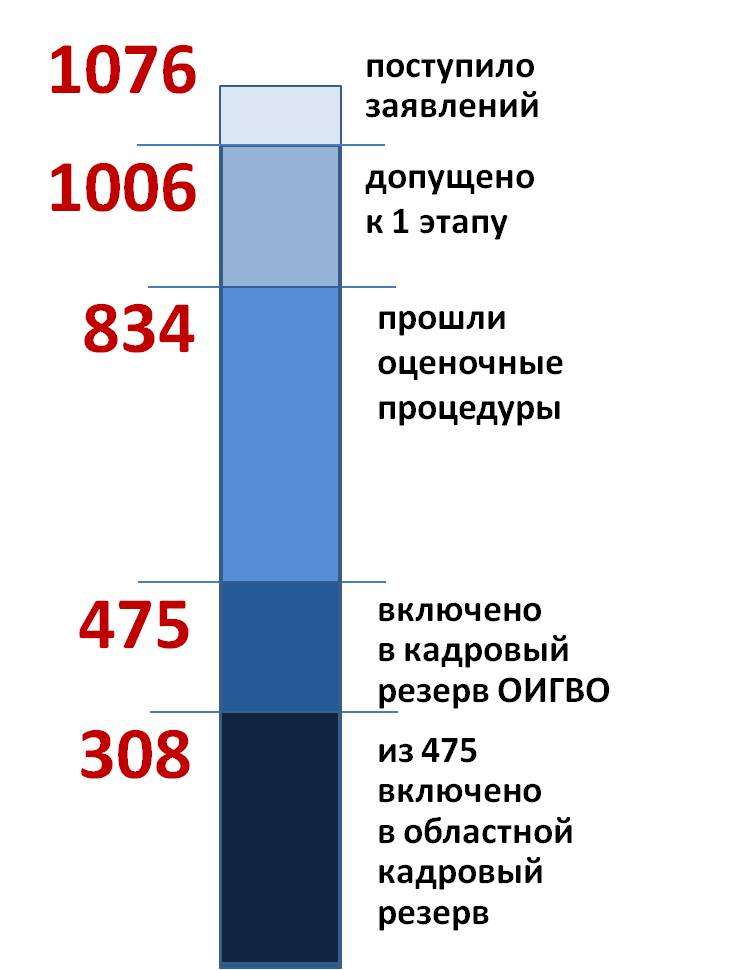 1076
поступило
заявлений
1006
допущено
к 1 этапу
834
прошли
оценочные
процедуры
475
включено
в кадровый
резерв ОИГВО
308
из 475
включено
в областной
кадровый
резерв